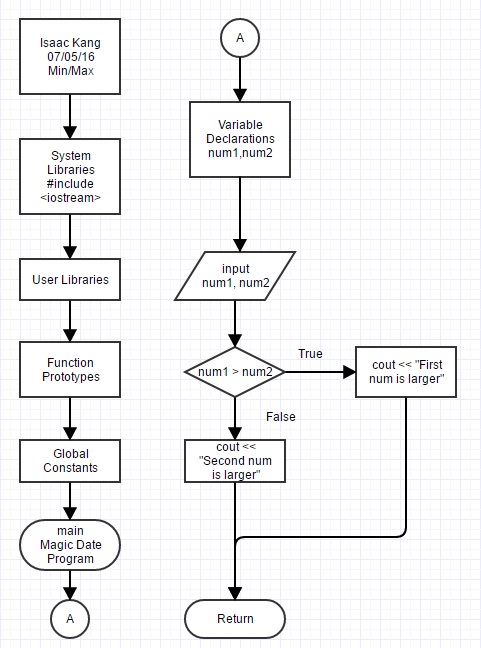 Isaac Kang
07/05/16
Min/Max
System
Libraries
#include
<iostream>
User Libraries
Function
Prototypes
Global
Constants
main
Magic Date
Program
A
A
Variable
Declarations
num1,num2
input
num1, num2
num1 > num2
True
cout << "First
num is larger"
False
cout <<
"Second num
is larger"
Return